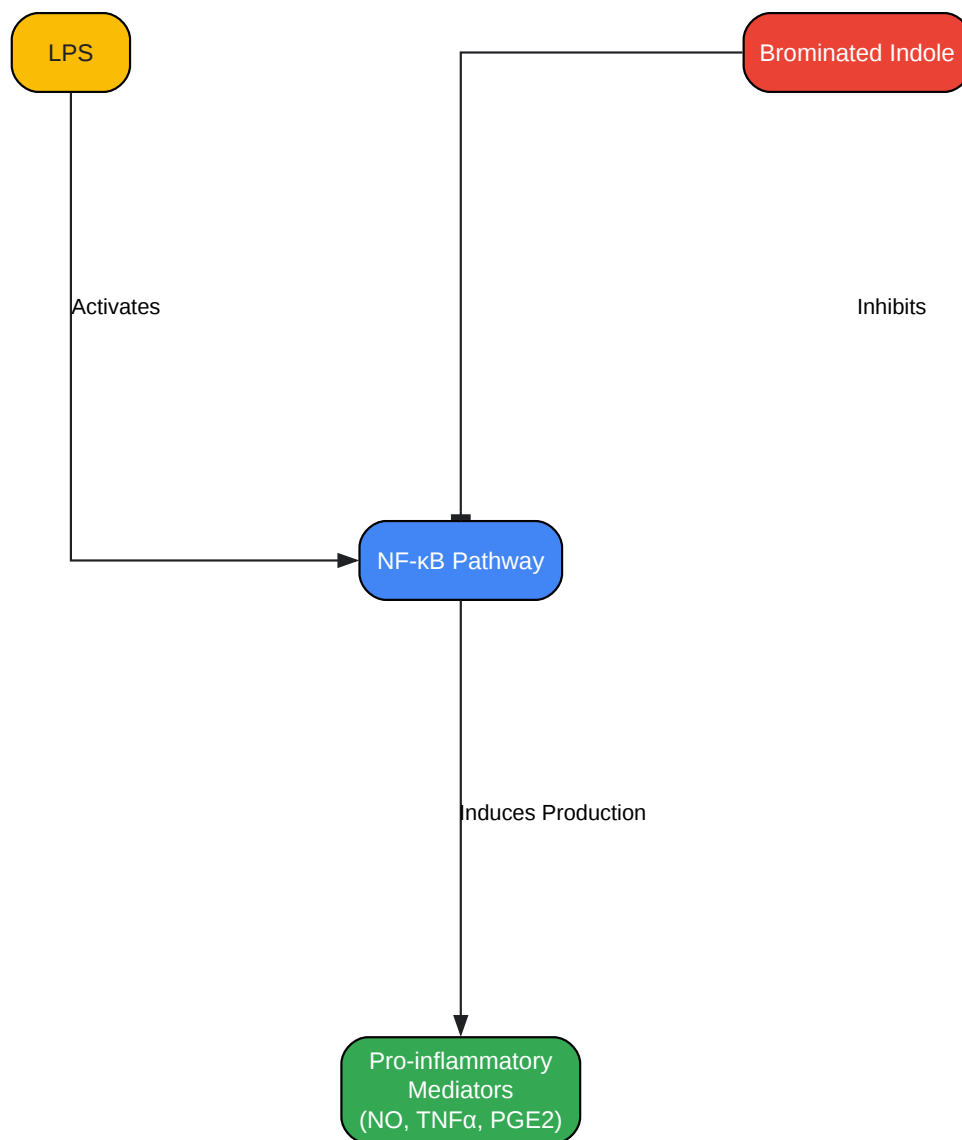 LPS
Brominated Indole
Activates
Inhibits
NF-κB Pathway
Induces Production
Pro-inflammatory
Mediators
(NO, TNFα, PGE2)